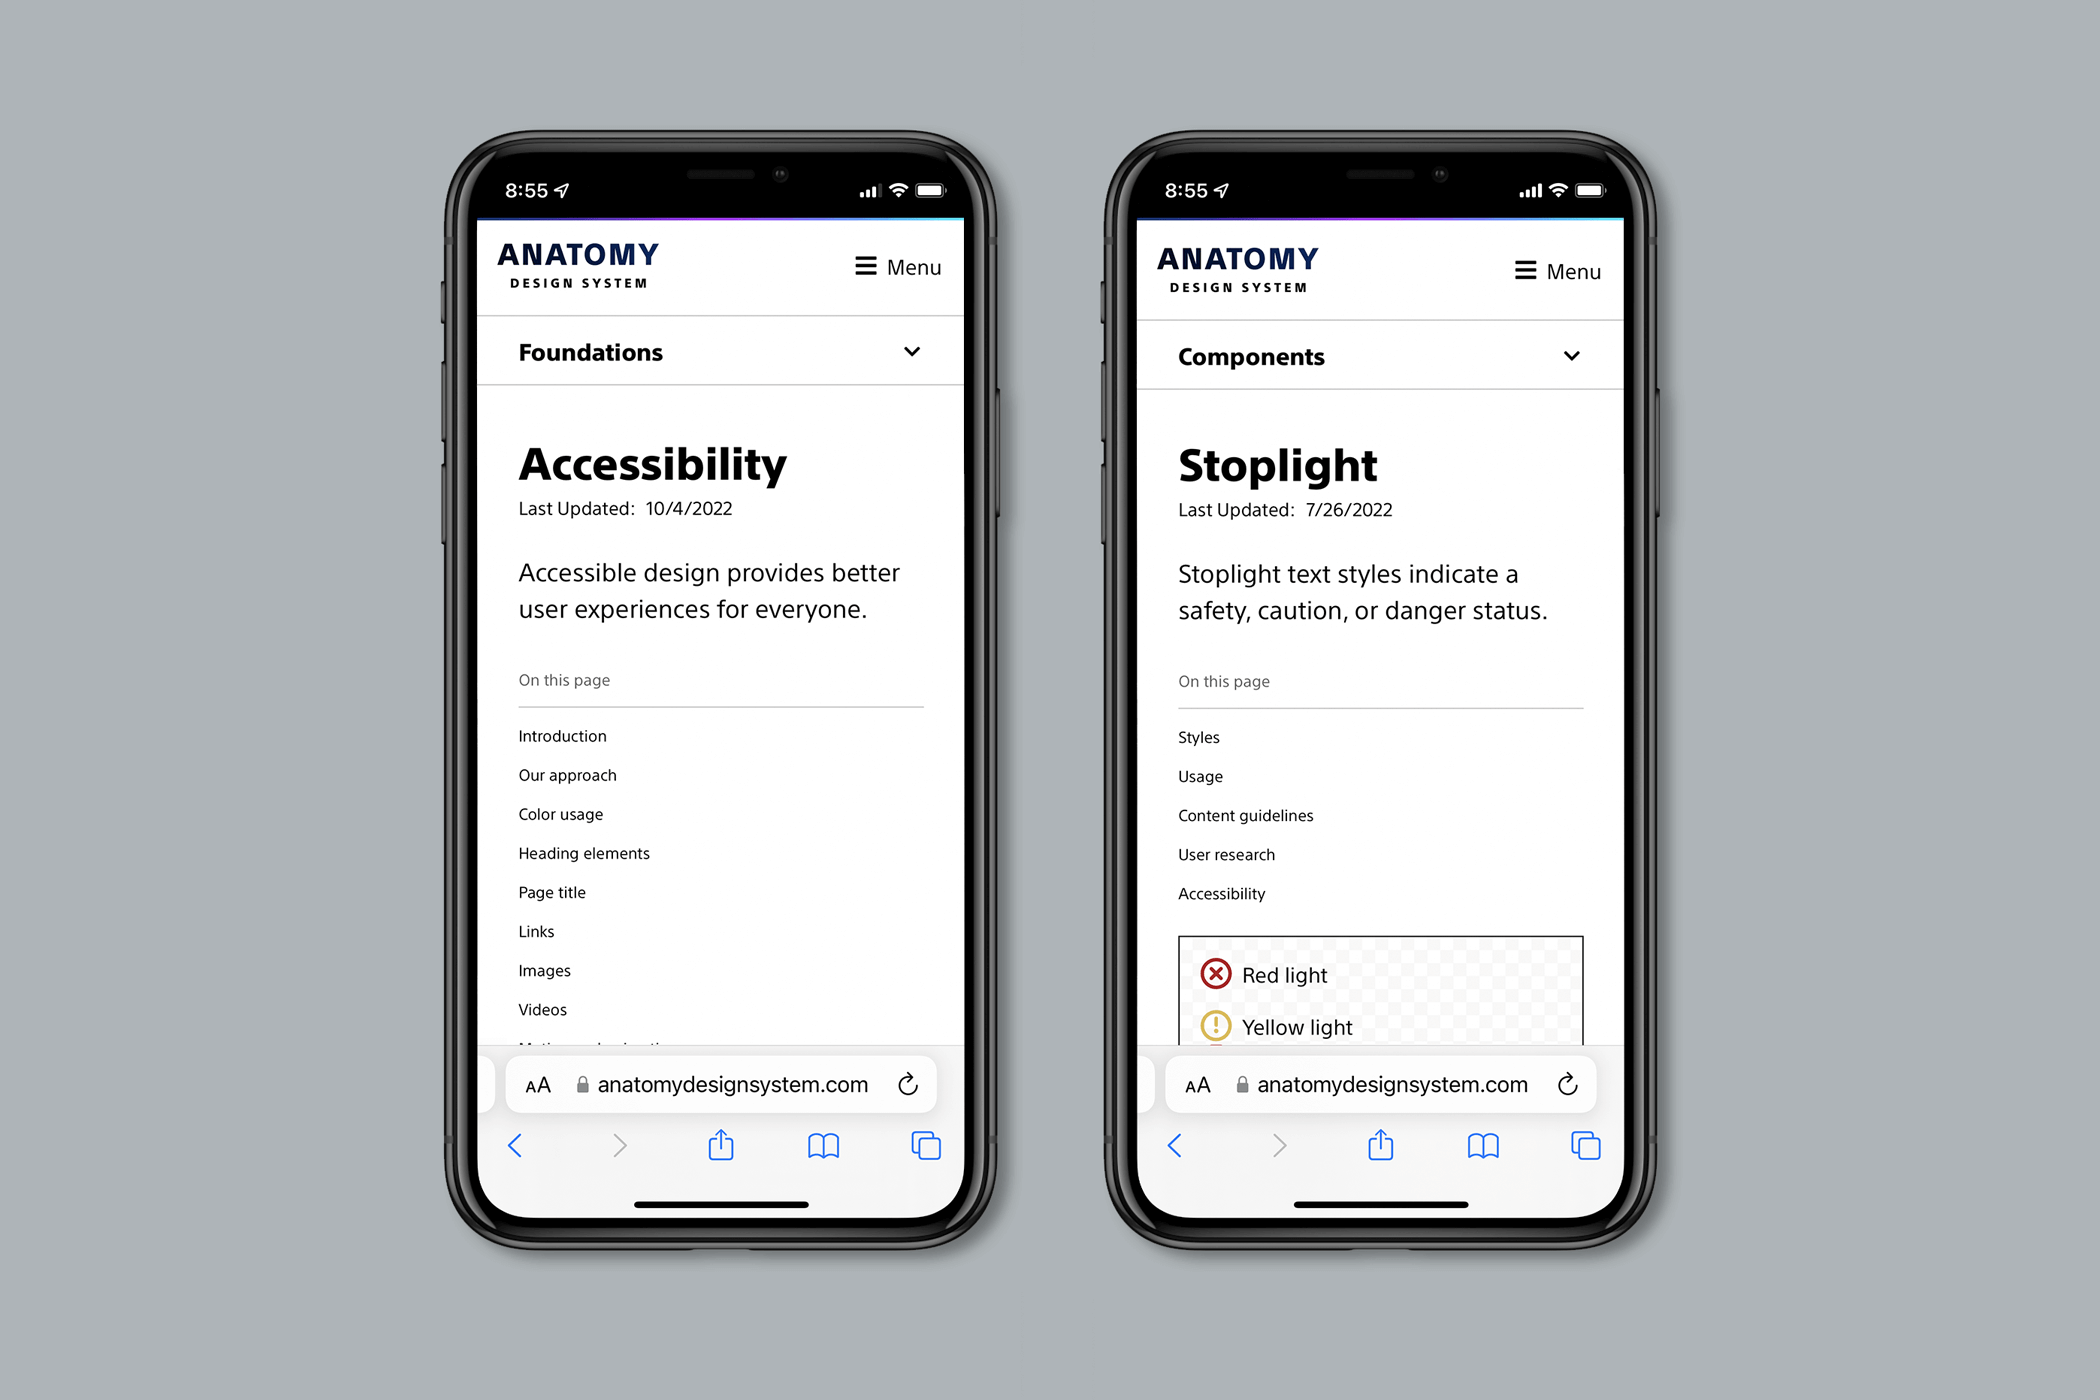 8:55
ANATOMY
DESIGN SYSTEM
Menu
Foundations
Accessibility
Last Updated: 10/4/2022
Accessible design provides better
user experiences for everyone.
On this page
Introduction
Our approach
Color usage
Heading elements
Page title
Links
Images
Videos
AA
anatomydesignsystem.com
8:55
ANATOMY
DESIGN SYSTEM
Menu
Components
Stoplight
Last Updated: 7/26/2022
Stoplight text styles indicate a
safety, caution, or danger status.
On this page
Styles
Usage
Content guidelines
User research
Accessibility
Red light
Yellow light
AA
anatomydesignsystem.com